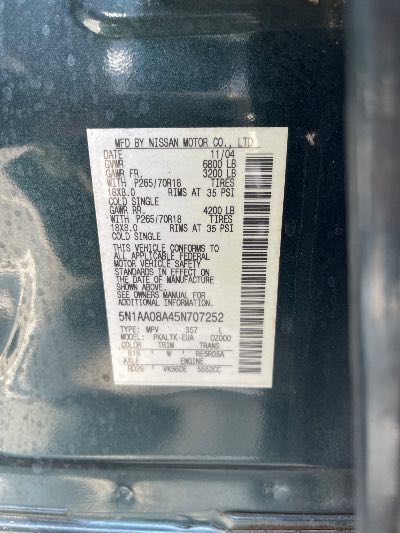 MFD BY NISSAN MOTOR CO., LTD
DATE 11/04
GVWR 6800 LB
GAWR FR. 3200 LB
WITH P265/70R18 TIRES
18X8.0 RIMS AT 35 PSI
COLD SINGLE
GAWR RR. 4200 LB
WITH P265/70R18 TIRES
18X8.0 RIMS AT 35 PSI
COLD SINGLE
THIS VEHICLE CONFORMS TO
ALL APPLICABLE FEDERAL
MOTOR VEHICLE SAFETY
STANDARDS IN EFFECT ON
THE DATE OF MANUFACTURE
SHOWN ABOVE.
SEE OWNERS MANUAL FOR
ADDITIONAL INFORMATION
5N1AA08A45N707252
TYPE: MPV 357 L
MODEL: PKALTK-EUA OZ000
COLOR TRIM TRANS
B18 W RE5R05A
AXLE ENGINE
RD29 VK56DE 5552CC